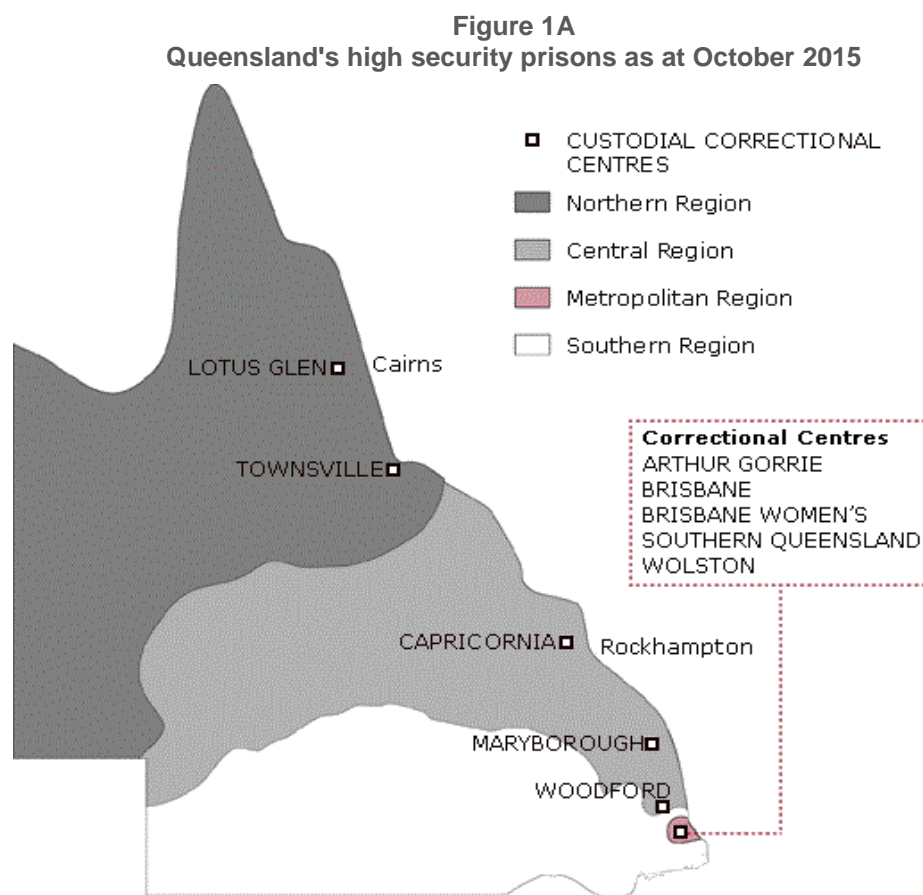 Figure 1A
Queensland's high security prisons as at October 2015
CUSTODIAL CORRECTIONAL
CENTRES
Northern Region
Central Region
Metropolitan Region
Southern Region
LOTUS GLEN
Cairns
TOWNSVILLE
Correctional Centres
ARTHUR GORRIE
BRISBANE
BRISBANE WOMEN'S
SOUTHERN QUEENSLAND
WOLSTON
CAPRICORNIA
Rockhampton
MARYBOROUGH
WOODFORD